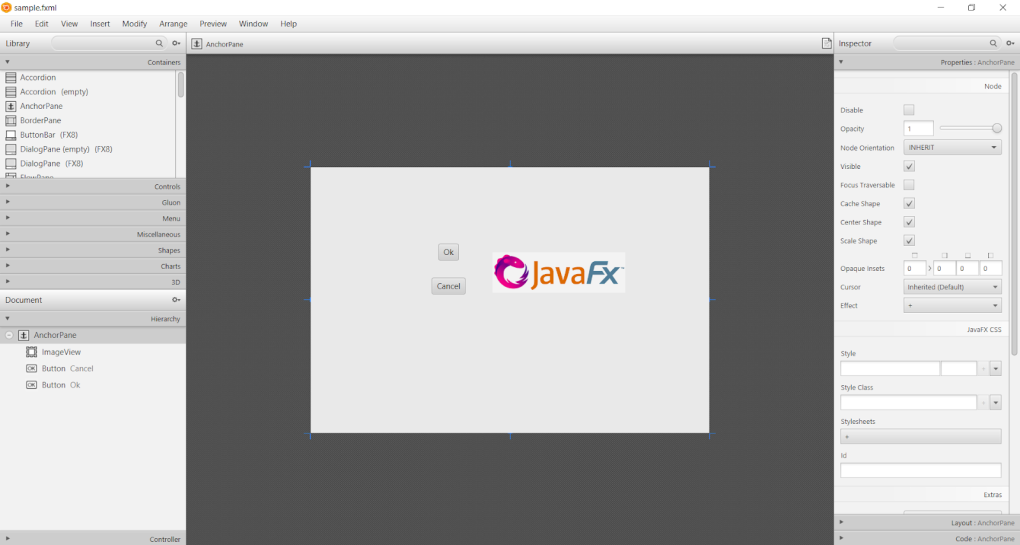 sample.fxml
File Edit View Insert Modify Arrange Preview Window Help
Library
Containers
Accordion
Accordion (empty)
AnchorPane
BorderPane
ButtonBar (FX8)
DialogPane (empty) (FX8)
DialogPane (FX8)
FlowPane
Controls
Gluon
Menu
Miscellaneous
Shapes
Charts
3D
Document
Hierarchy
AnchorPane
ImageView
OK Button Cancel
OK Button Ok
Controller
AnchorPane
Ok
Cancel
JavaFx™
Inspector
Properties : AnchorPane
Node
Disable
Opacity 1
Node Orientation INHERIT
Visible
Focus Traversable
Cache Shape
Center Shape
Scale Shape
Opaque Insets 0 0 0 0
Cursor Inherited (Default)
Effect +
JavaFX CSS
Style
+
Style Class
+
Stylesheets
+
Id
Extras
Layout : AnchorPane
Code : AnchorPane